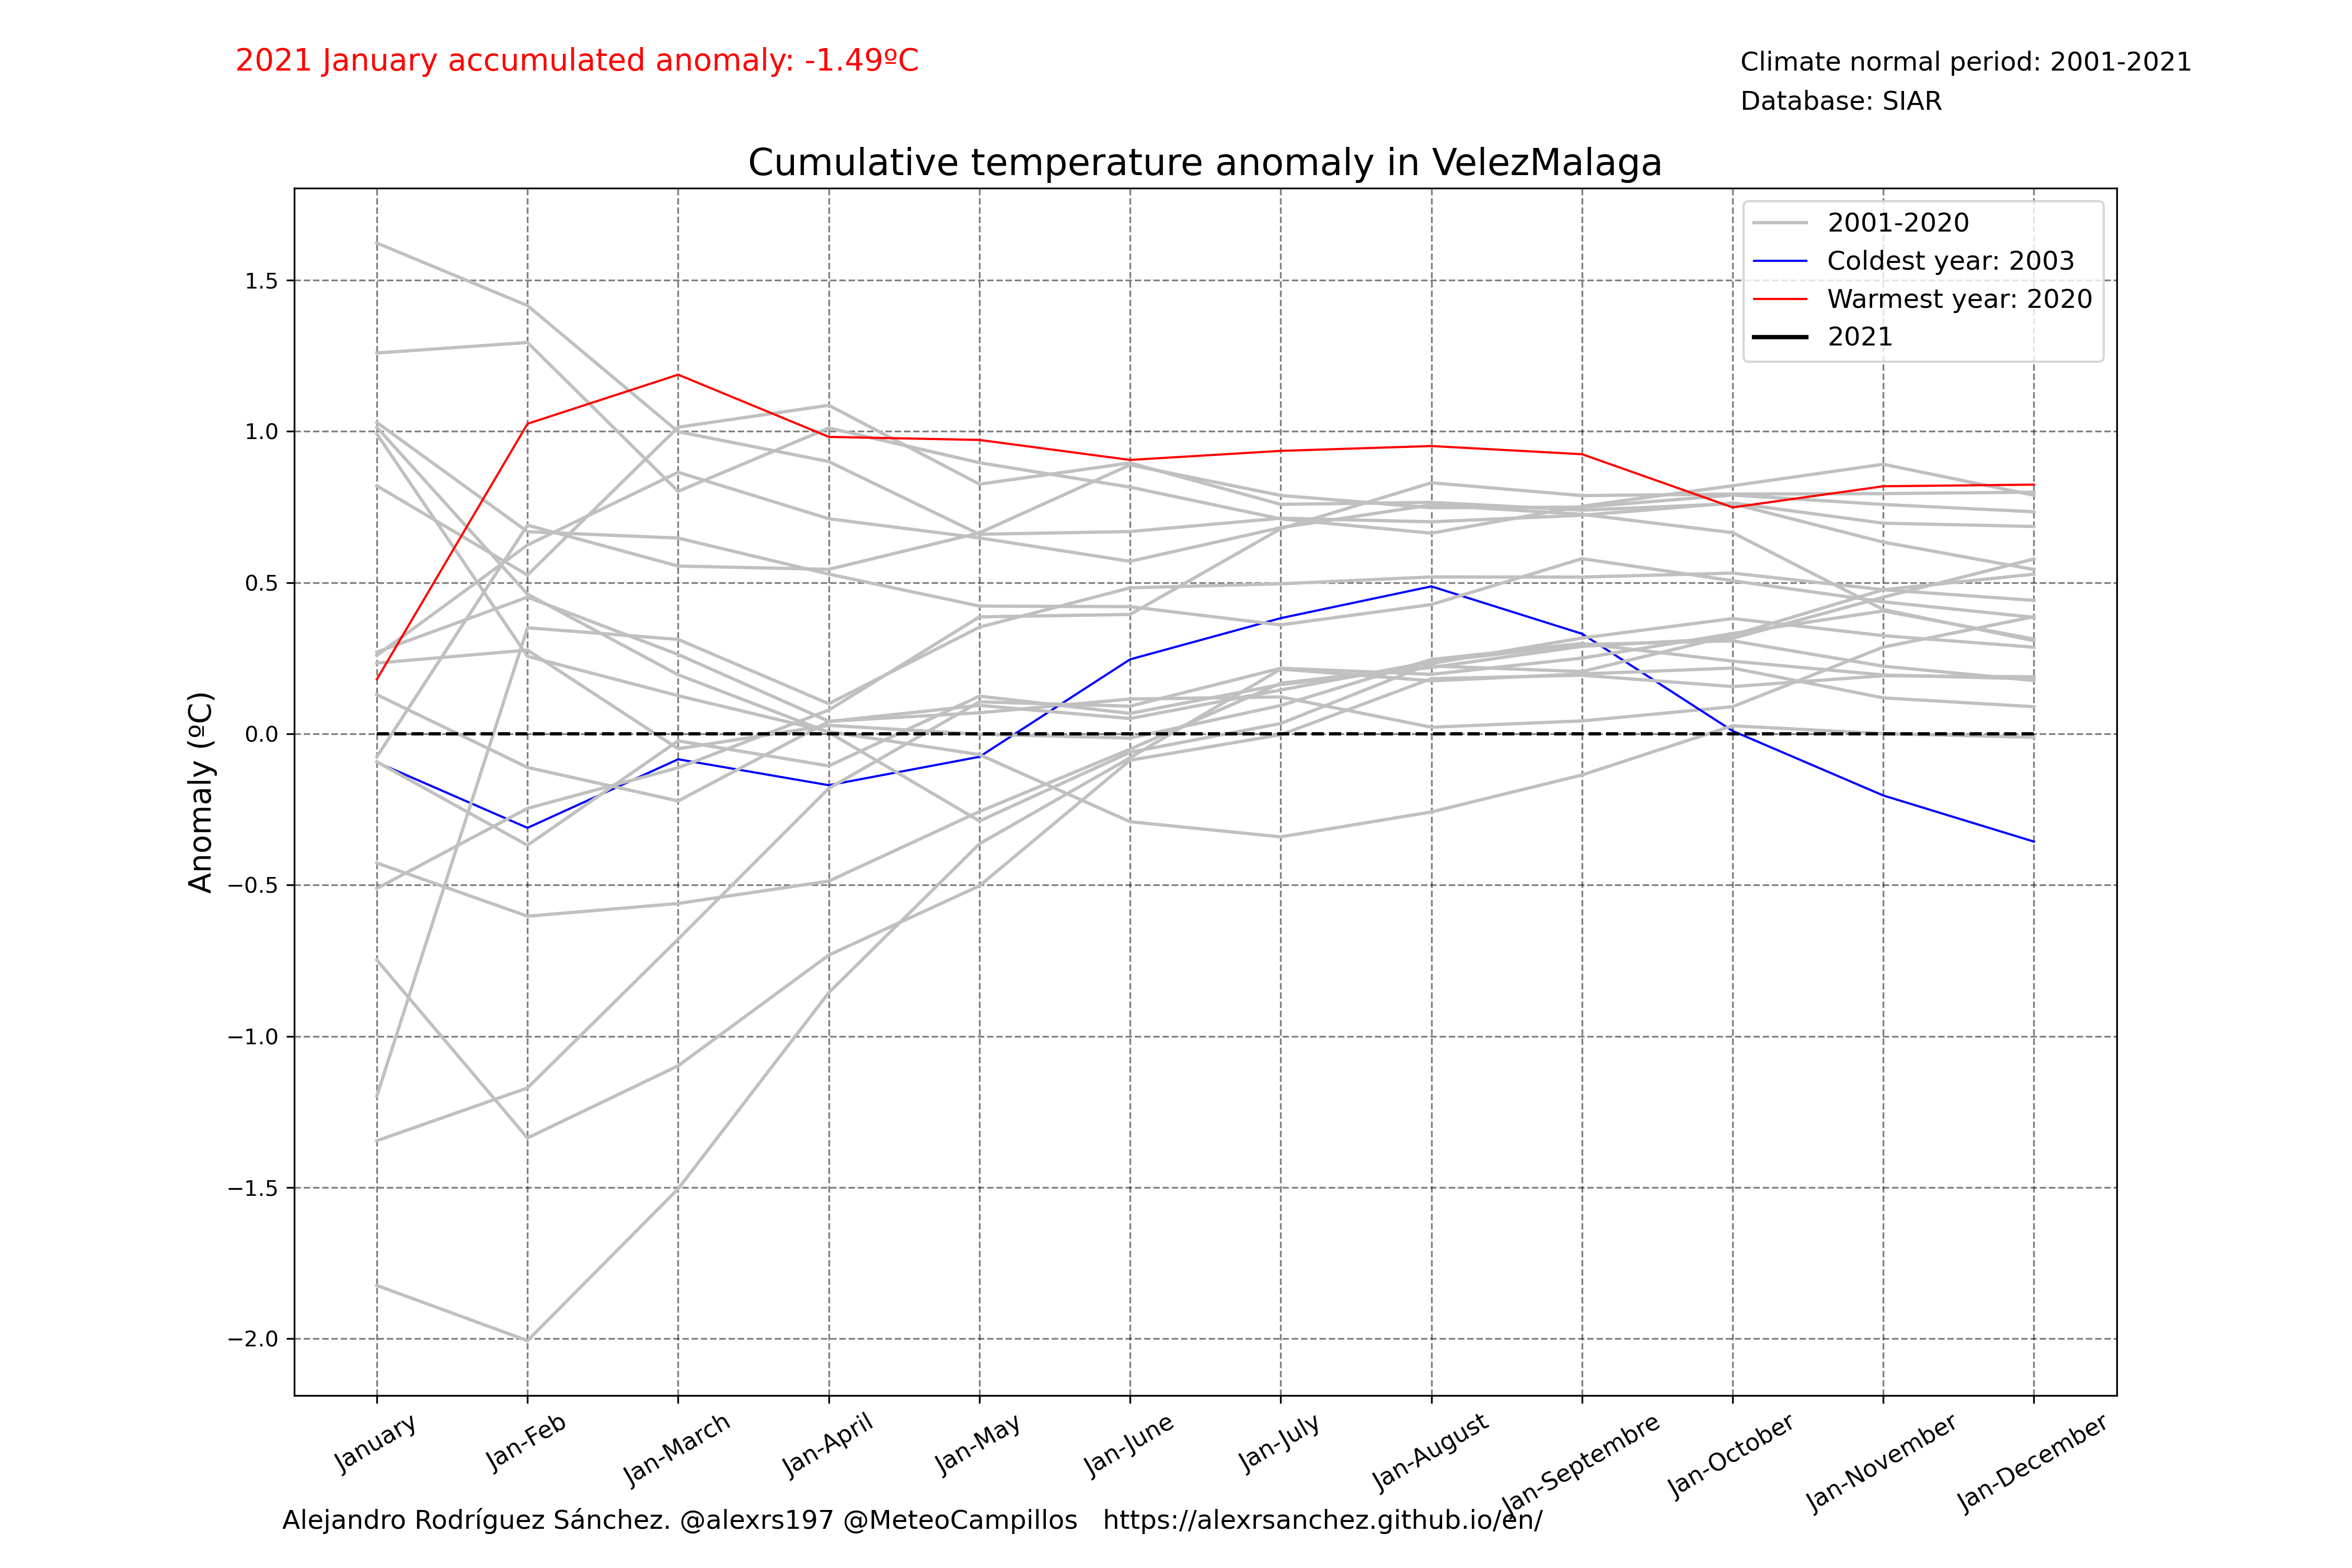 2021 January accumulated anomaly: -1.49ºC
Climate normal period: 2001-2021
Database: SIAR
Cumulative temperature anomaly in VelezMalaga
2001-2020
Coldest year: 2003
Warmest year: 2020
2021
Anomaly (ºC)
1.5
1.0
0.5
0.0
−0.5
−1.0
−1.5
−2.0
January
Jan-Feb
Jan-March
Jan-April
Jan-May
Jan-June
Jan-July
Jan-August
Jan-Septembre
Jan-October
Jan-November
Jan-December
Alejandro Rodríguez Sánchez. @alexrs197 @MeteoCampillos   https://alexrsanchez.github.io/en/